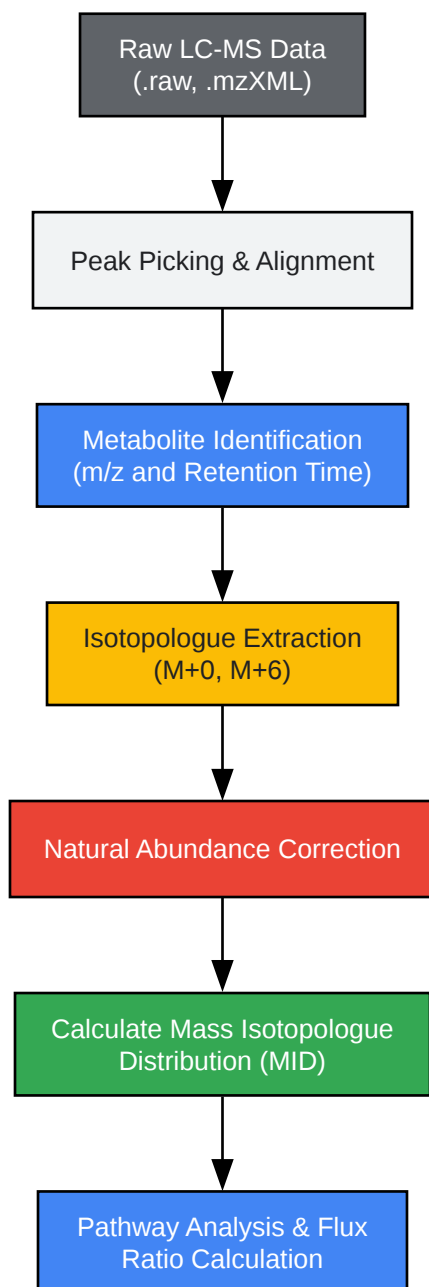 Raw LC-MS Data
(.raw, .mzXML)
Peak Picking & Alignment
Metabolite Identification
(m/z and Retention Time)
Isotopologue Extraction
(M+0, M+6)
Natural Abundance Correction
Calculate Mass Isotopologue
Distribution (MID)
Pathway Analysis & Flux
Ratio Calculation